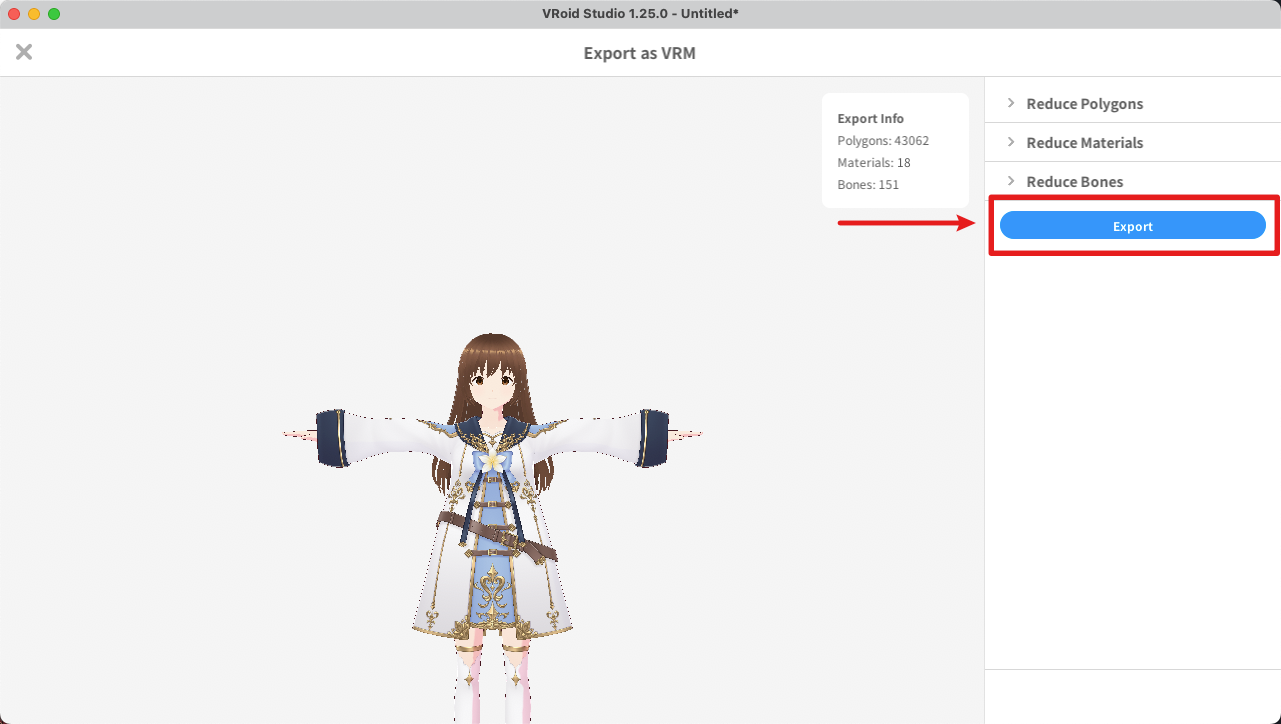 VRoid Studio 1.25.0 - Untitled*
Export as VRM
Export Info
Polygons: 43062
Materials: 18
Bones: 151
Reduce Polygons
Reduce Materials
Reduce Bones
Export